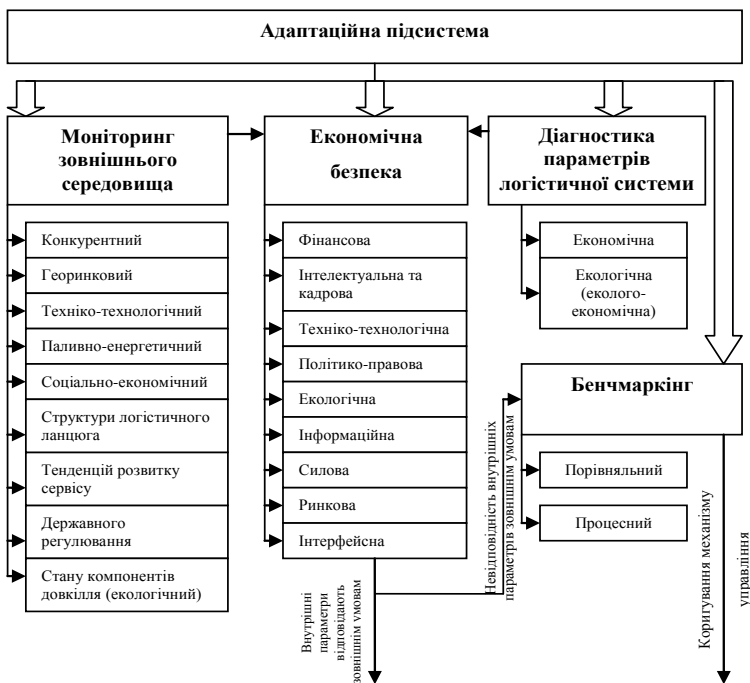 Адаптаційна підсистема
Моніторинг
зовнішнього
середовища
Економічна
безпека
Діагностика
параметрів
логістичної системи
Конкурентний
Георинковий
Техніко-технологічний
Паливно-енергетичний
Соціально-економічний
Структури логістичного
ланцюга
Тенденцій розвитку
сервісу
Державного
регулювання
Стану компонентів
довкілля (екологічний)
Фінансова
Інтелектуальна та
кадрова
Техніко-технологічна
Політико-правова
Екологічна
Інформаційна
Силова
Ринкова
Інтерфейсна
Економічна
Екологічна
(еколого-
економічна)
Бенчмаркінг
Порівняльний
Процесний
Невідповідність внутрішніх
параметрів зовнішнім умовам
Внутрішні
параметри
відповідають
зовнішнім умовам
Коригування механізму
управління